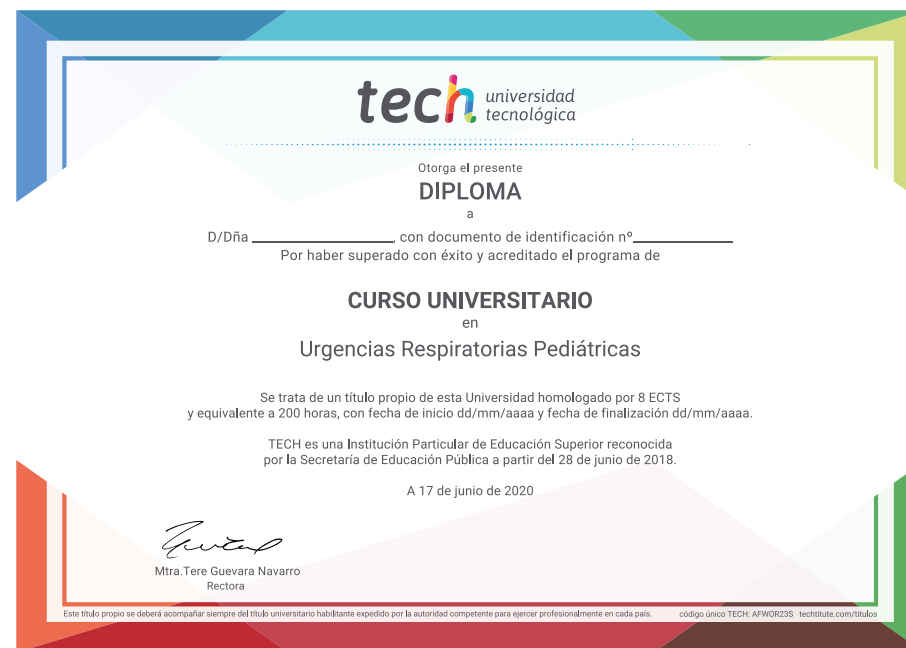 tech universidad
tecnológica
Otorga el presente
DIPLOMA
a
D/Dña ____________________, con documento de identificación nº______________
Por haber superado con éxito y acreditado el programa de
CURSO UNIVERSITARIO
en
Urgencias Respiratorias Pediátricas
Se trata de un título propio de esta Universidad homologado por 8 ECTS
y equivalente a 200 horas, con fecha de inicio dd/mm/aaaa y fecha de finalización dd/mm/aaaa.
TECH es una Institución Particular de Educación Superior reconocida
por la Secretaría de Educación Pública a partir del 28 de junio de 2018.
A 17 de junio de 2020
Mtra.Tere Guevara Navarro
Rectora
Este título propio se deberá acompañar siempre del título universitario habilitante expedido por la autoridad competente para ejercer profesionalmente en cada país. código único TECH: AFWOR23S techtitute.com/titulos